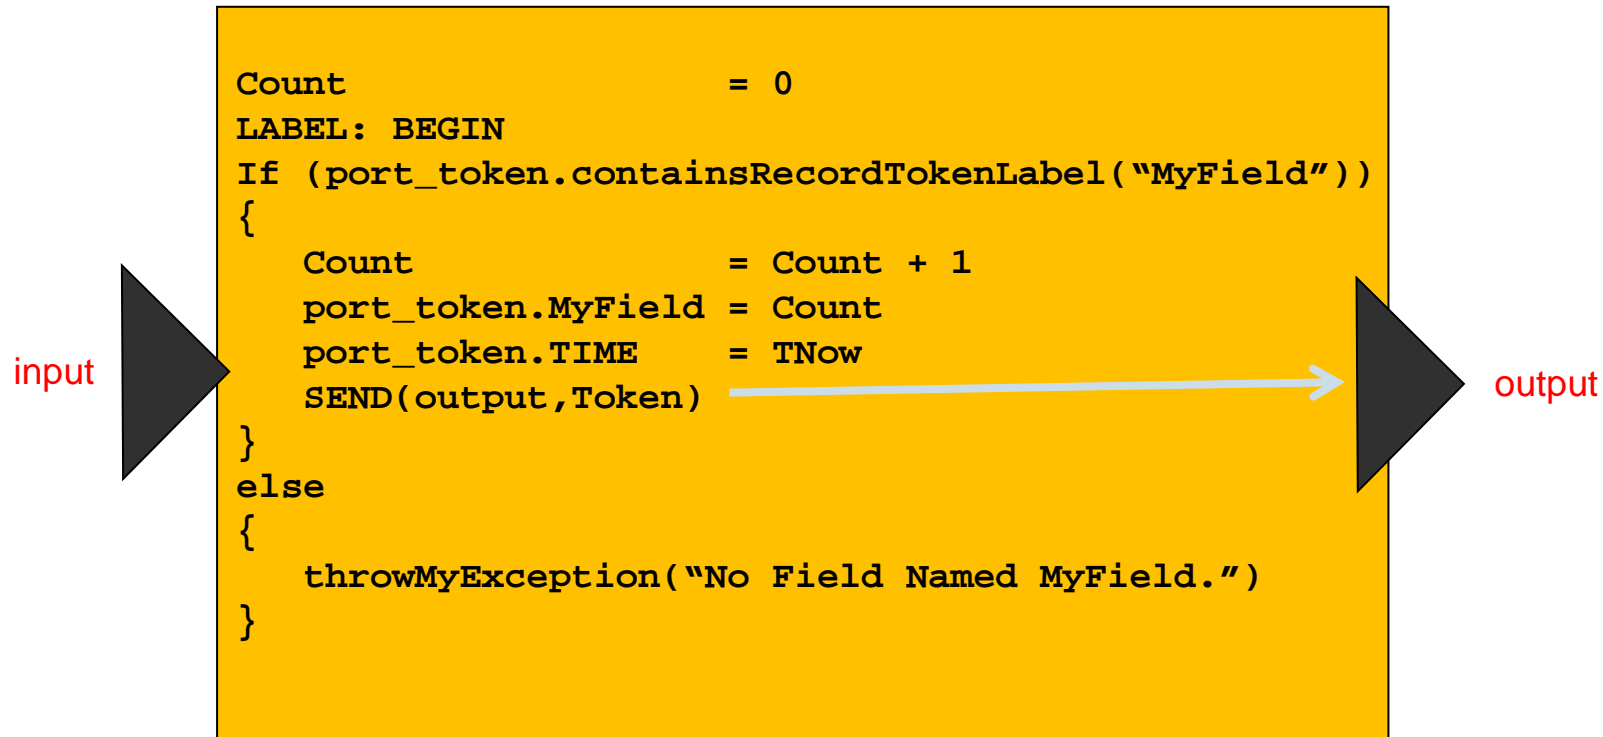 Count                 = 0
LABEL: BEGIN
If (port_token.containsRecordTokenLabel(“MyField”))
{
   Count              = Count + 1
   port_token.MyField = Count
   port_token.TIME    = TNow
input
   SEND(output,Token)
output
}
else
{
   throwMyException(“No Field Named MyField.”)
}